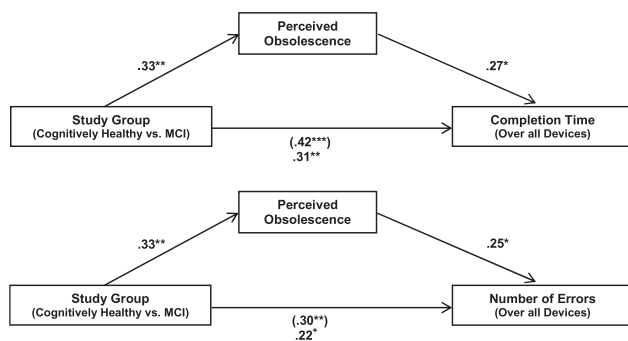 Perceived
Obsolescence
.33**
.27*
Study Group
(Cognitively Healthy vs. MCI)
(.42***)
.31**
Completion Time
(Over all Devices)
Perceived
Obsolescence
.33**
.25*
Study Group
(Cognitively Healthy vs. MCI)
(.30**)
.22+
Number of Errors
(Over all Devices)